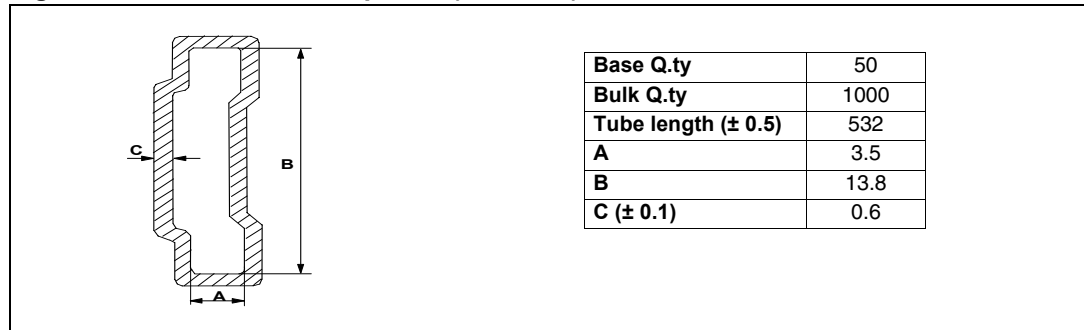 C
B
A
Base Q.ty 50
Bulk Q.ty 1000
Tube length (± 0.5) 532
A 3.5
B 13.8
C (± 0.1) 0.6